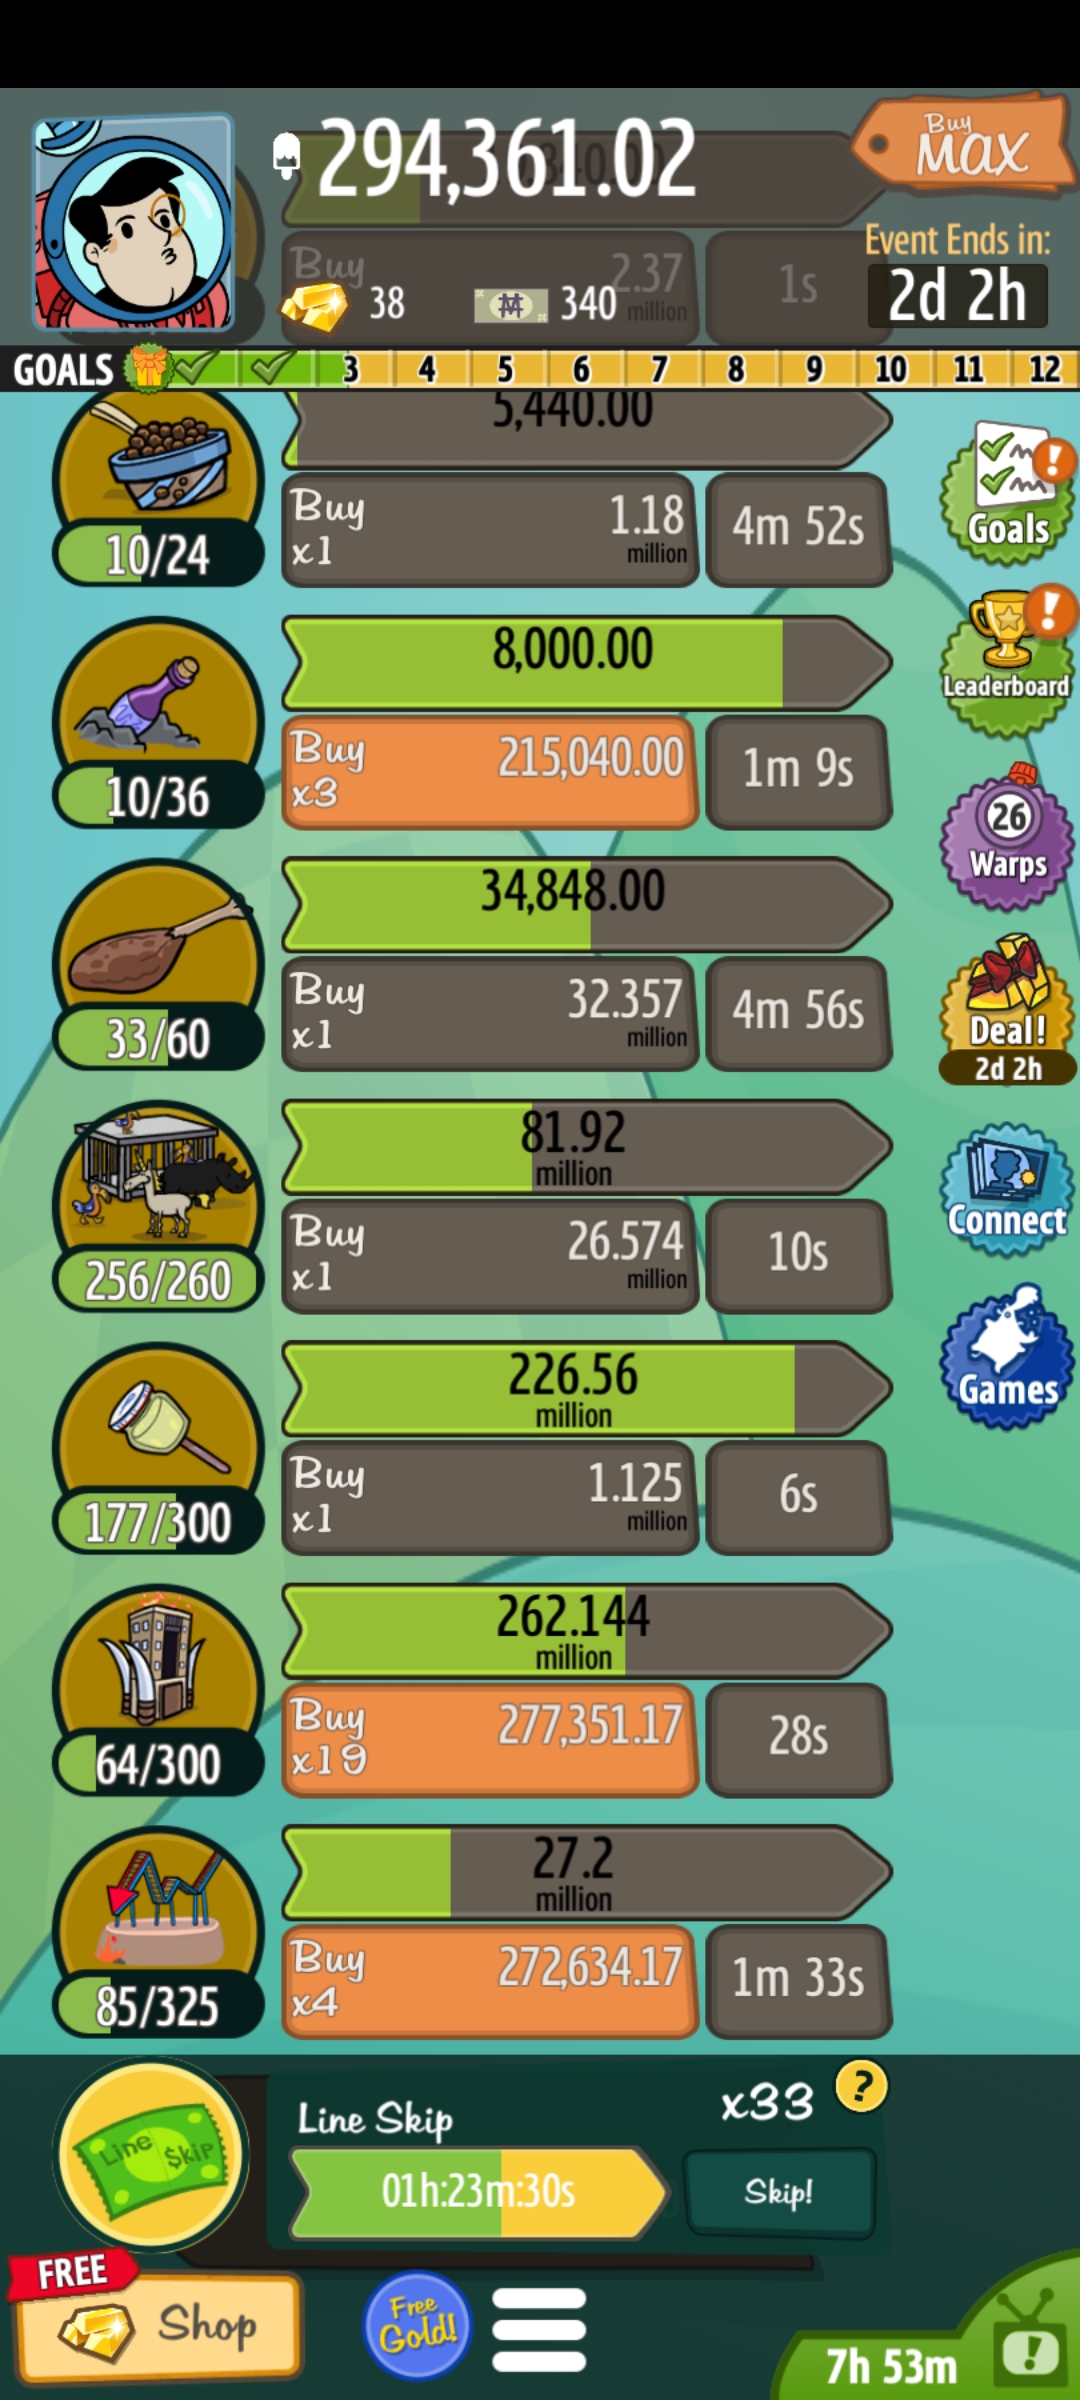 294,361.02
Buy
MAX
Buy
2.37
million
1s
38
340
Event Ends in:
2d 2h
GOALS
3
4
5
6
7
8
9
10
11
12
5,440.00
Buy
x1
1.18
million
4m 52s
10/24
Goals
8,000.00
Buy
x3
215,040.00
1m 9s
10/36
Leaderboard
34,848.00
Buy
x1
32.357
million
4m 56s
33/60
26
Warps
Deal!
2d 2h
81.92
million
Buy
x1
26.574
million
10s
256/260
Connect
226.56
million
Buy
x1
1.125
million
6s
177/300
Games
262.144
million
Buy
x19
277,351.17
28s
64/300
27.2
million
Buy
x4
272,634.17
1m 33s
85/325
Line Skip
Line $kip
x33
?
01h:23m:30s
Skip!
FREE
Shop
Free
Gold!
7h 53m